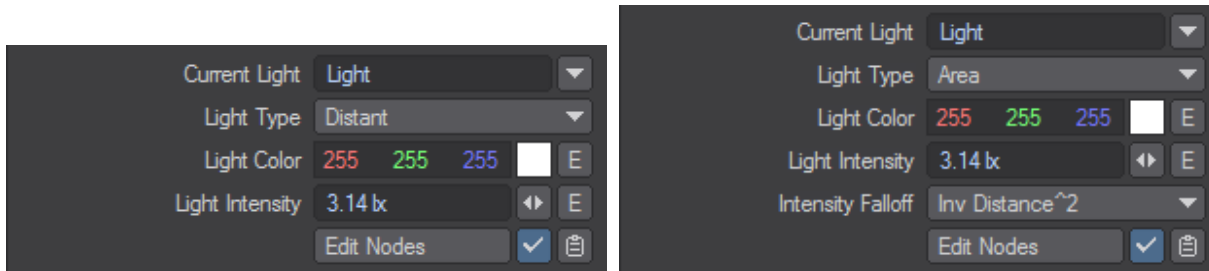 Current Light Light
Light Type Distant
Light Color 255 255 255 E
Light Intensity 3.14 lx E
Edit Nodes
Current Light Light
Light Type Area
Light Color 255 255 255 E
Light Intensity 3.14 lx E
Intensity Falloff Inv Distance^2
Edit Nodes